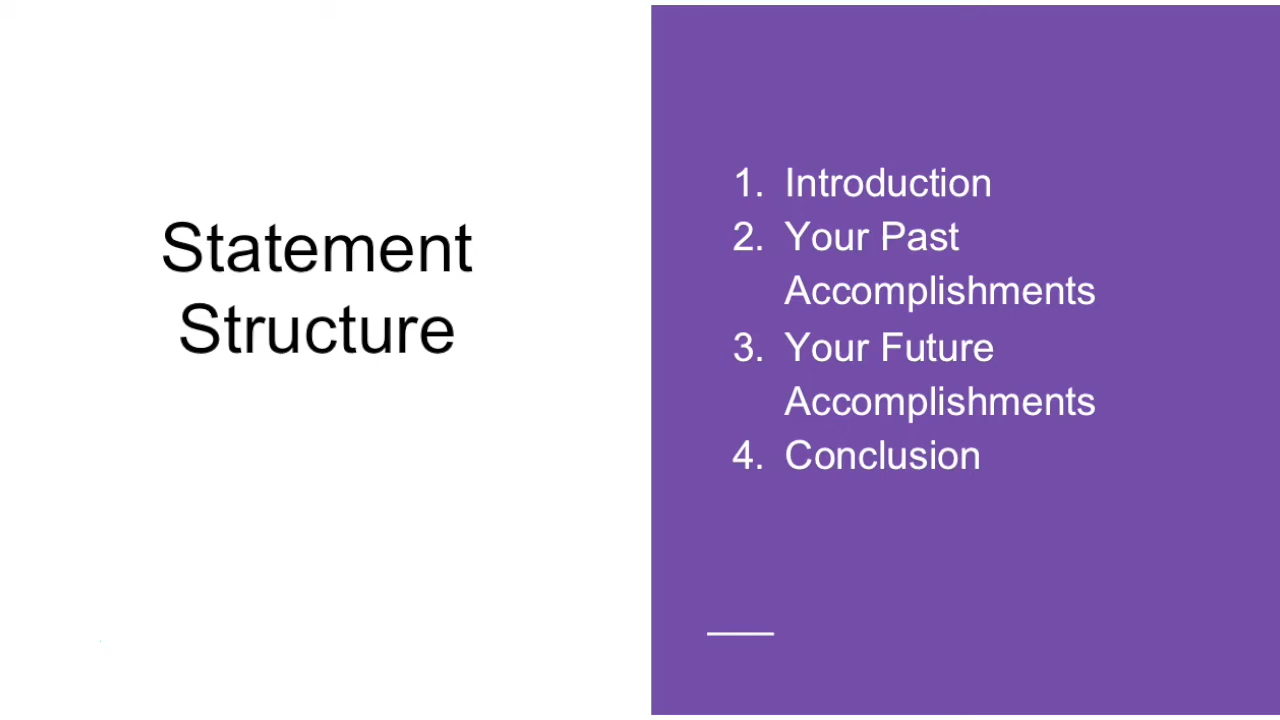 Statement
Structure
1. Introduction
2. Your Past
Accomplishments
3. Your Future
Accomplishments
4. Conclusion